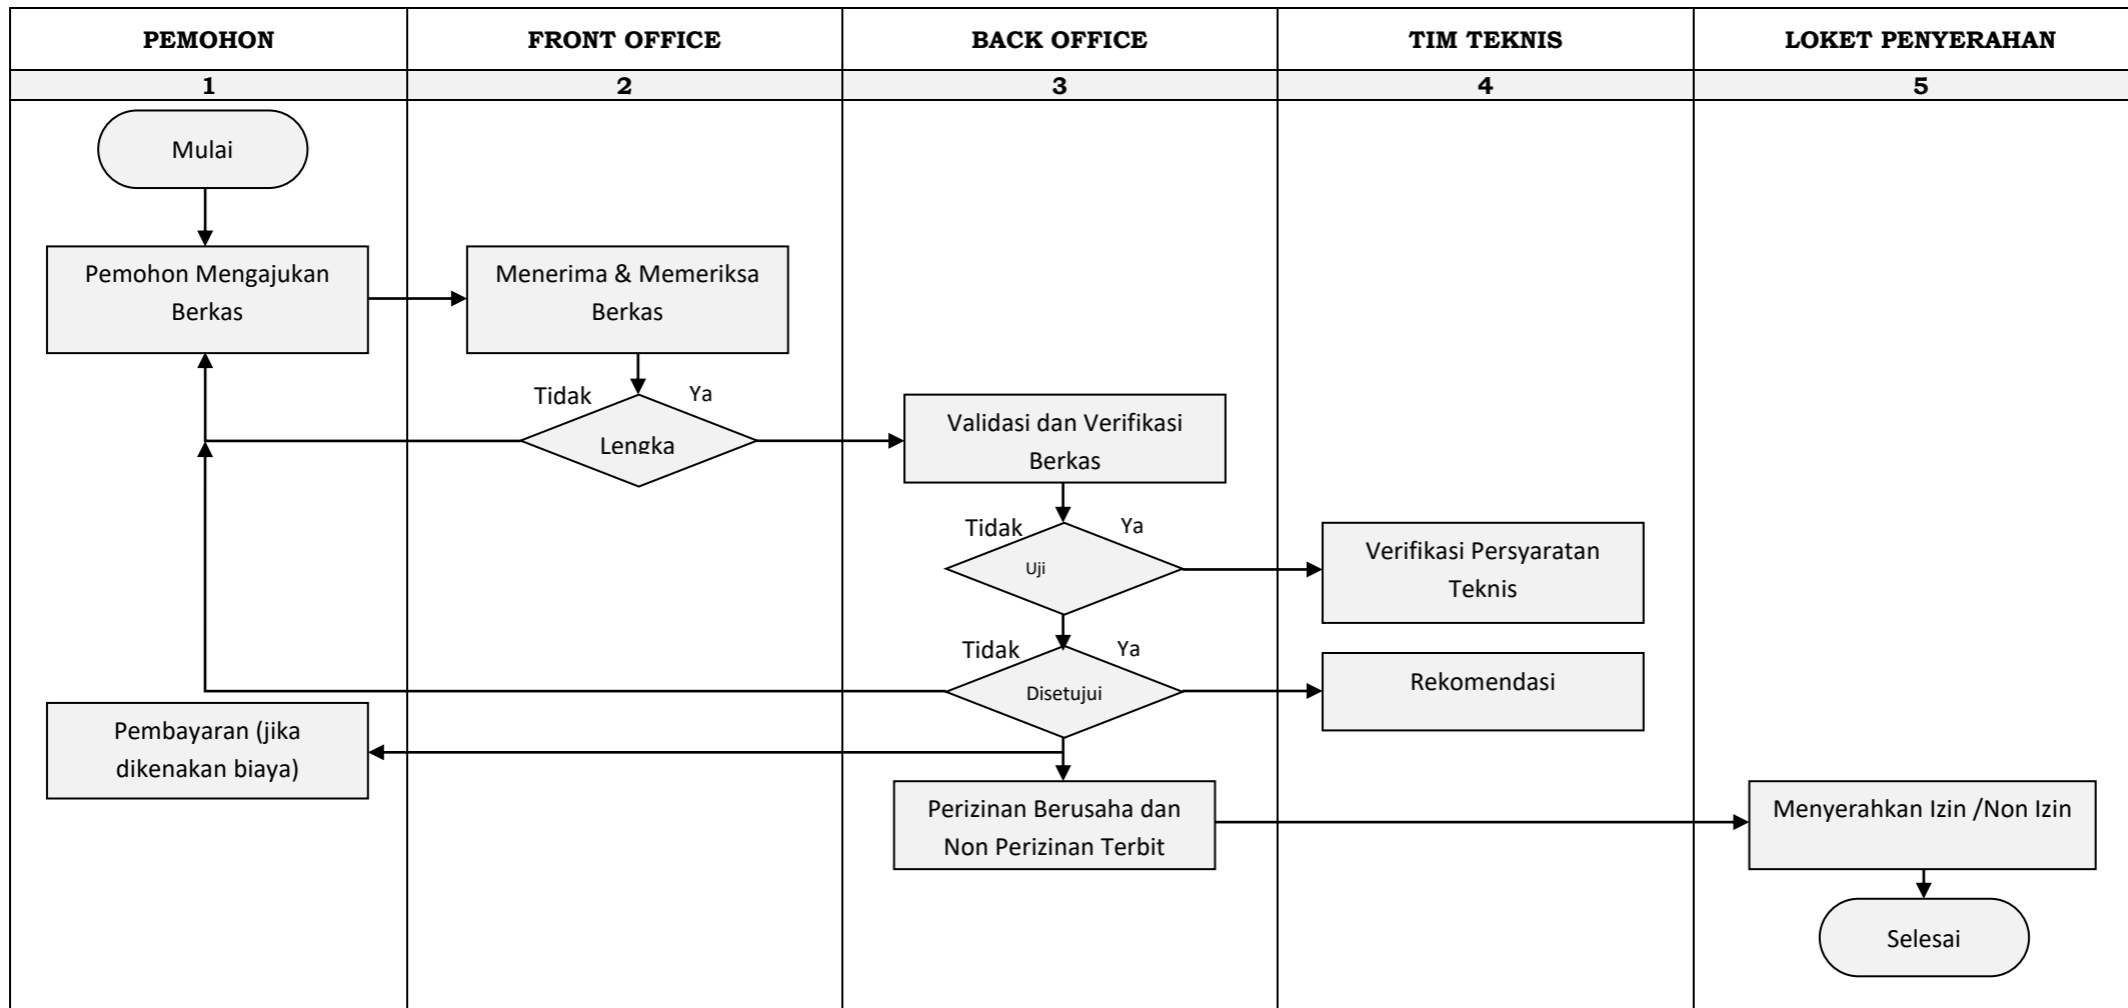 PEMOHON
FRONT OFFICE
BACK OFFICE
TIM TEKNIS
LOKET PENYERAHAN
1
2
3
4
5
Mulai
Pemohon Mengajukan
Berkas
Menerima & Memeriksa
Berkas
Tidak
Ya
Lengka
Validasi dan Verifikasi
Berkas
Tidak
Ya
Uji
Verifikasi Persyaratan
Teknis
Tidak
Ya
Disetujui
Rekomendasi
Pembayaran (jika
dikenakan biaya)
Perizinan Berusaha dan
Non Perizinan Terbit
Menyerahkan Izin /Non Izin
Selesai